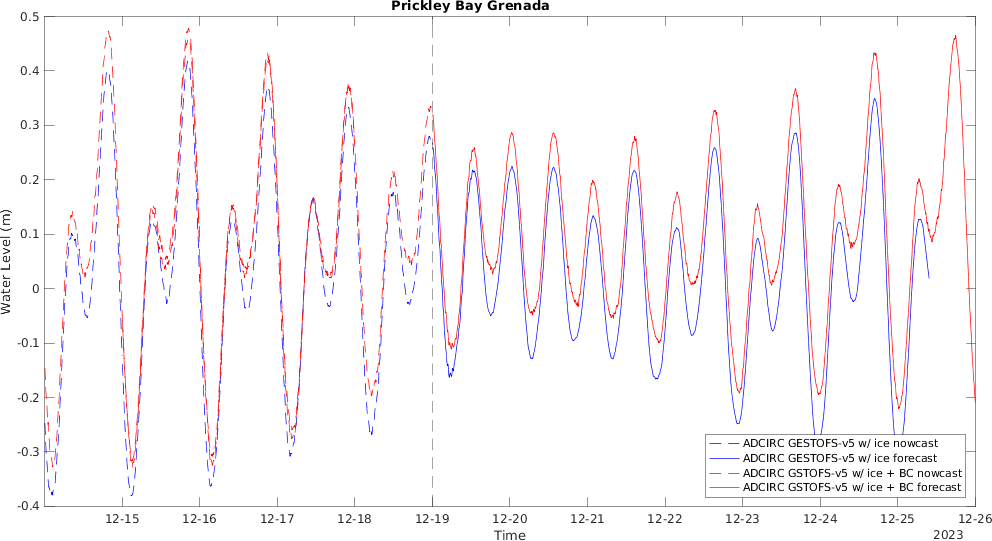 Prickley Bay Grenada
0.5
0.4
0.3
0.2
0.1
0
-0.1
-0.2
-0.3
-0.4
Water Level (m)
ADCIRC GESTOFS-v5 w/ ice nowcast
ADCIRC GESTOFS-v5 w/ ice forecast
ADCIRC GSTOFS-v5 w/ ice + BC nowcast
ADCIRC GSTOFS-v5 w/ ice + BC forecast
12-15 12-16 12-17 12-18 12-19 12-20 12-21 12-22 12-23 12-24 12-25 12-26
Time
2023